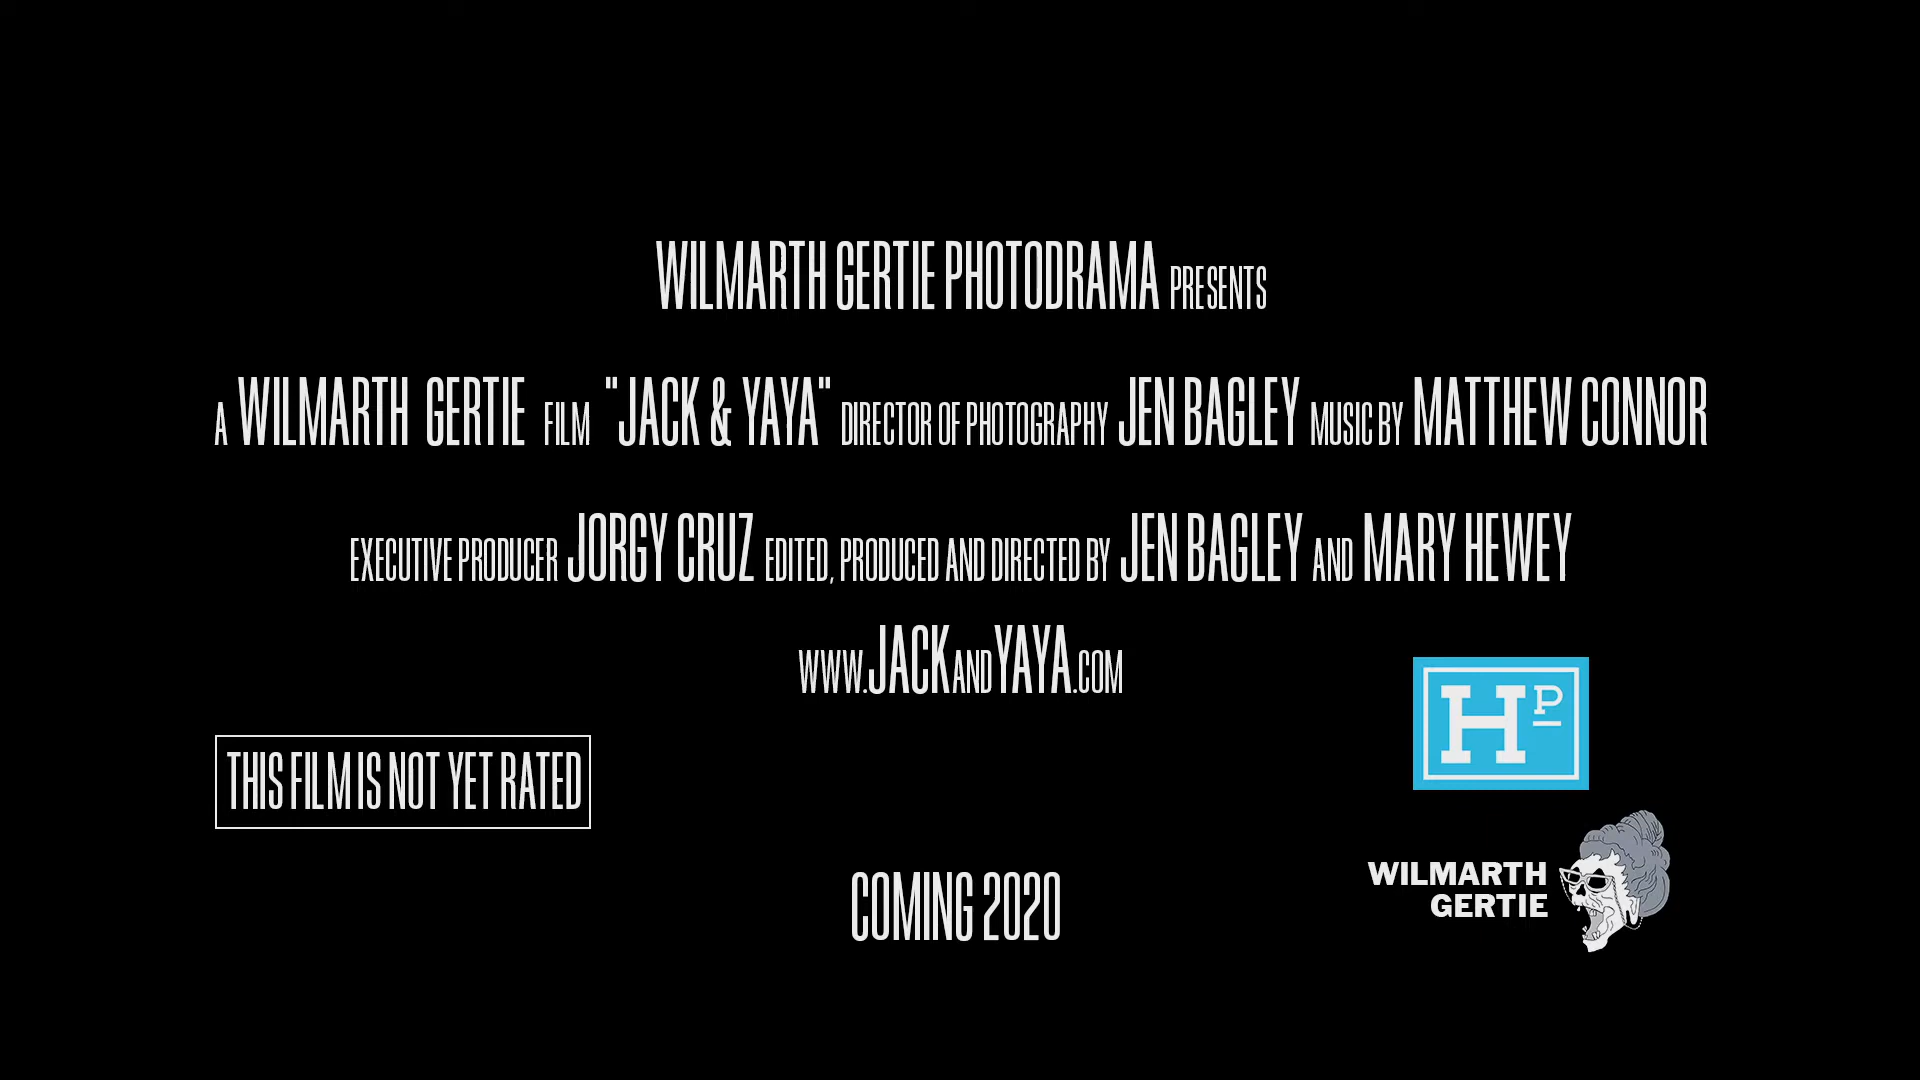 WILMARTH GERTIE PHOTODRAMA PRESENTS
A WILMARTH GERTIE FILM "JACK & YAYA" DIRECTOR OF PHOTOGRAPHY JEN BAGLEY MUSIC BY MATTHEW CONNOR
EXECUTIVE PRODUCER JORGY CRUZ EDITED, PRODUCED AND DIRECTED BY JEN BAGLEY AND MARY HEWEY
WWW.JACKANDYAYA.COM
HP
THIS FILM IS NOT YET RATED
WILMARTH
GERTIE
COMING 2020